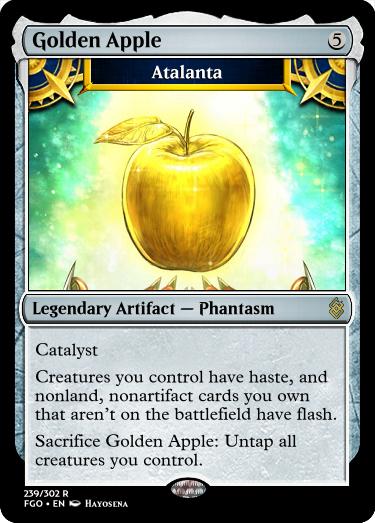 Golden Apple 5
Atalanta
Legendary Artifact — Phantasm
Catalyst
Creatures you control have haste, and
nonland, nonartifact cards you own
that aren't on the battlefield have flash.
Sacrifice Golden Apple: Untap all
creatures you control.
239/302 R
FGO • EN Hayosena